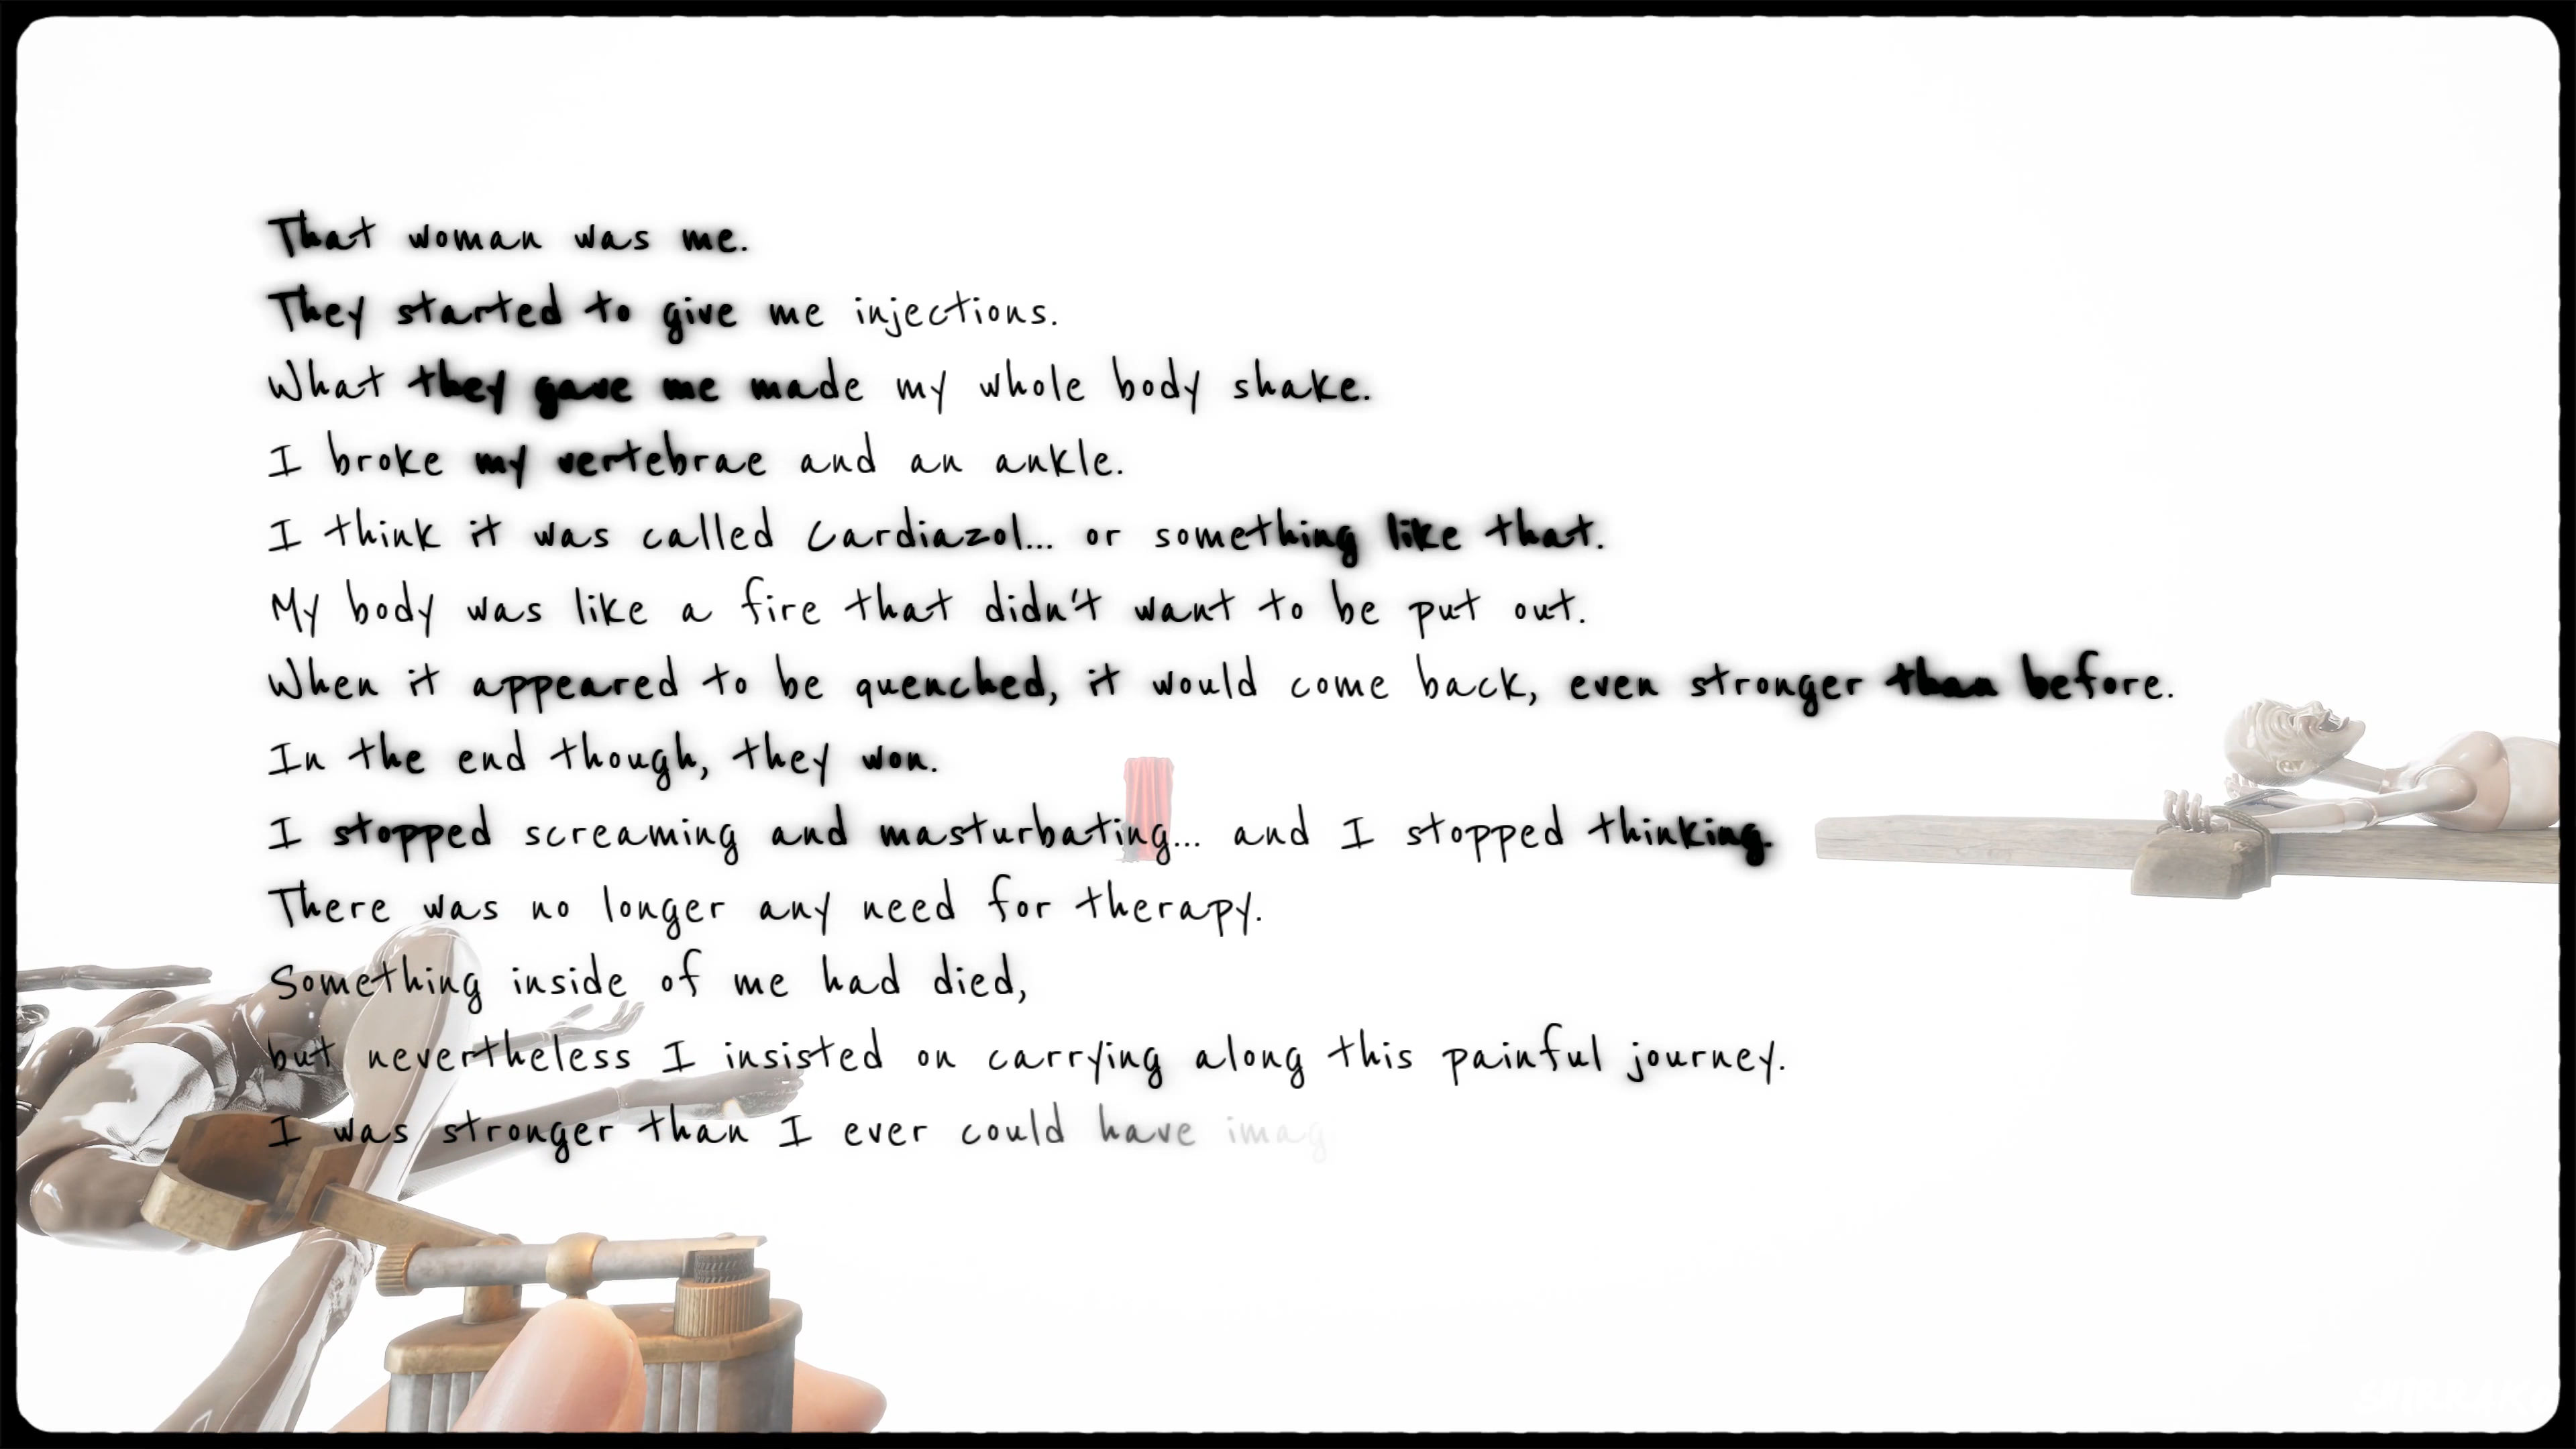 That woman was me.
They started to give me injections.
What they gave me made my whole body shake.
I broke my vertebrae and an ankle.
I think it was called Cardiazol... or something like that.
My body was like a fire that didn't want to be put out.
When it appeared to be quenched, it would come back, even stronger than before.
In the end though, they won.
I stopped screaming and masturbating... and I stopped thinking.
There was no longer any need for therapy.
Something inside of me had died,
but nevertheless I insisted on carrying along this painful journey.
I was stronger than I ever could have imag